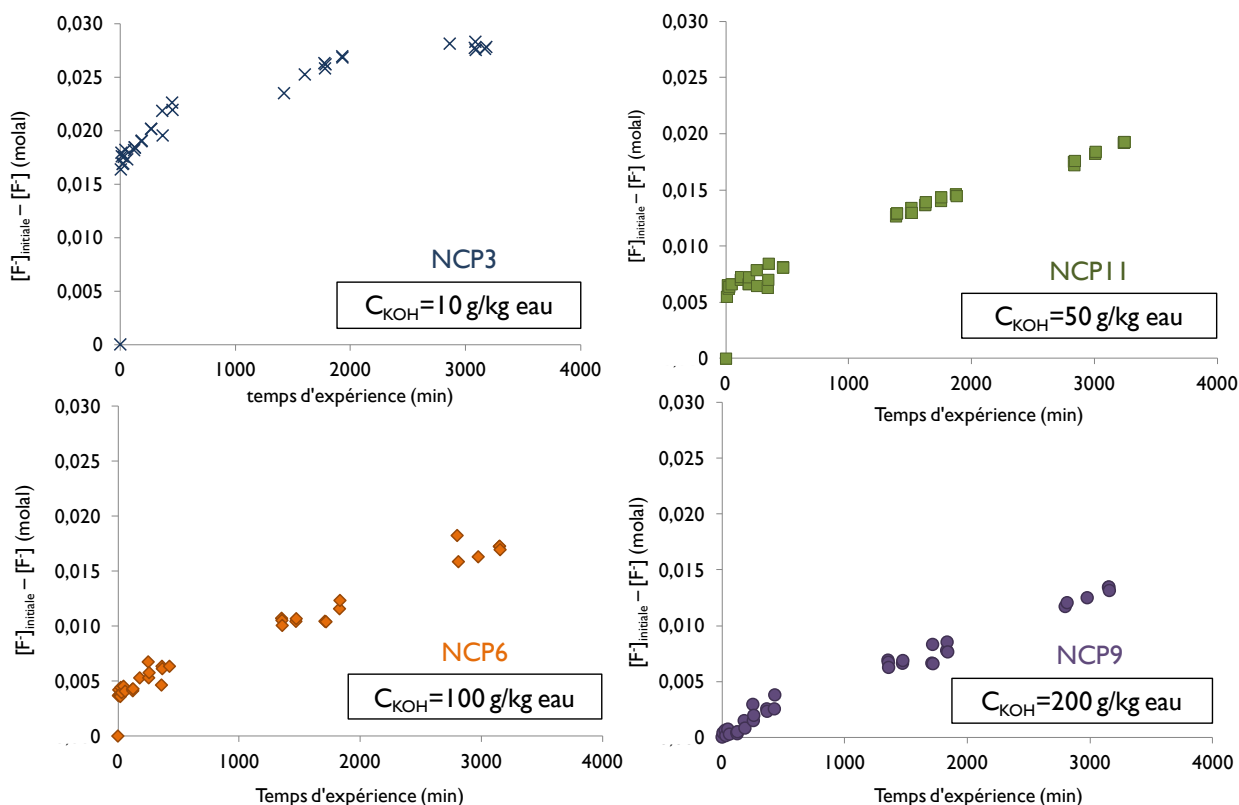 0,030
0,025
0,020
0,015
0,010
0,005
0
[F⁻]initiale – [F⁻] (molal)
NCP3
C_KOH=10 g/kg eau
0 1000 2000 3000 4000
temps d'expérience (min)
0,030
0,025
0,020
0,015
0,010
0,005
0
[F⁻]initiale – [F⁻] (molal)
NCP11
C_KOH=50 g/kg eau
0 1000 2000 3000 4000
Temps d'expérience (min)
0,030
0,025
0,020
0,015
0,010
0,005
0
[F⁻]initiale – [F⁻] (molal)
NCP6
C_KOH=100 g/kg eau
0 1000 2000 3000 4000
Temps d'expérience (min)
0,030
0,025
0,020
0,015
0,010
0,005
0
[F⁻]initiale – [F⁻] (molal)
NCP9
C_KOH=200 g/kg eau
0 1000 2000 3000 4000
Temps d'expérience (min)